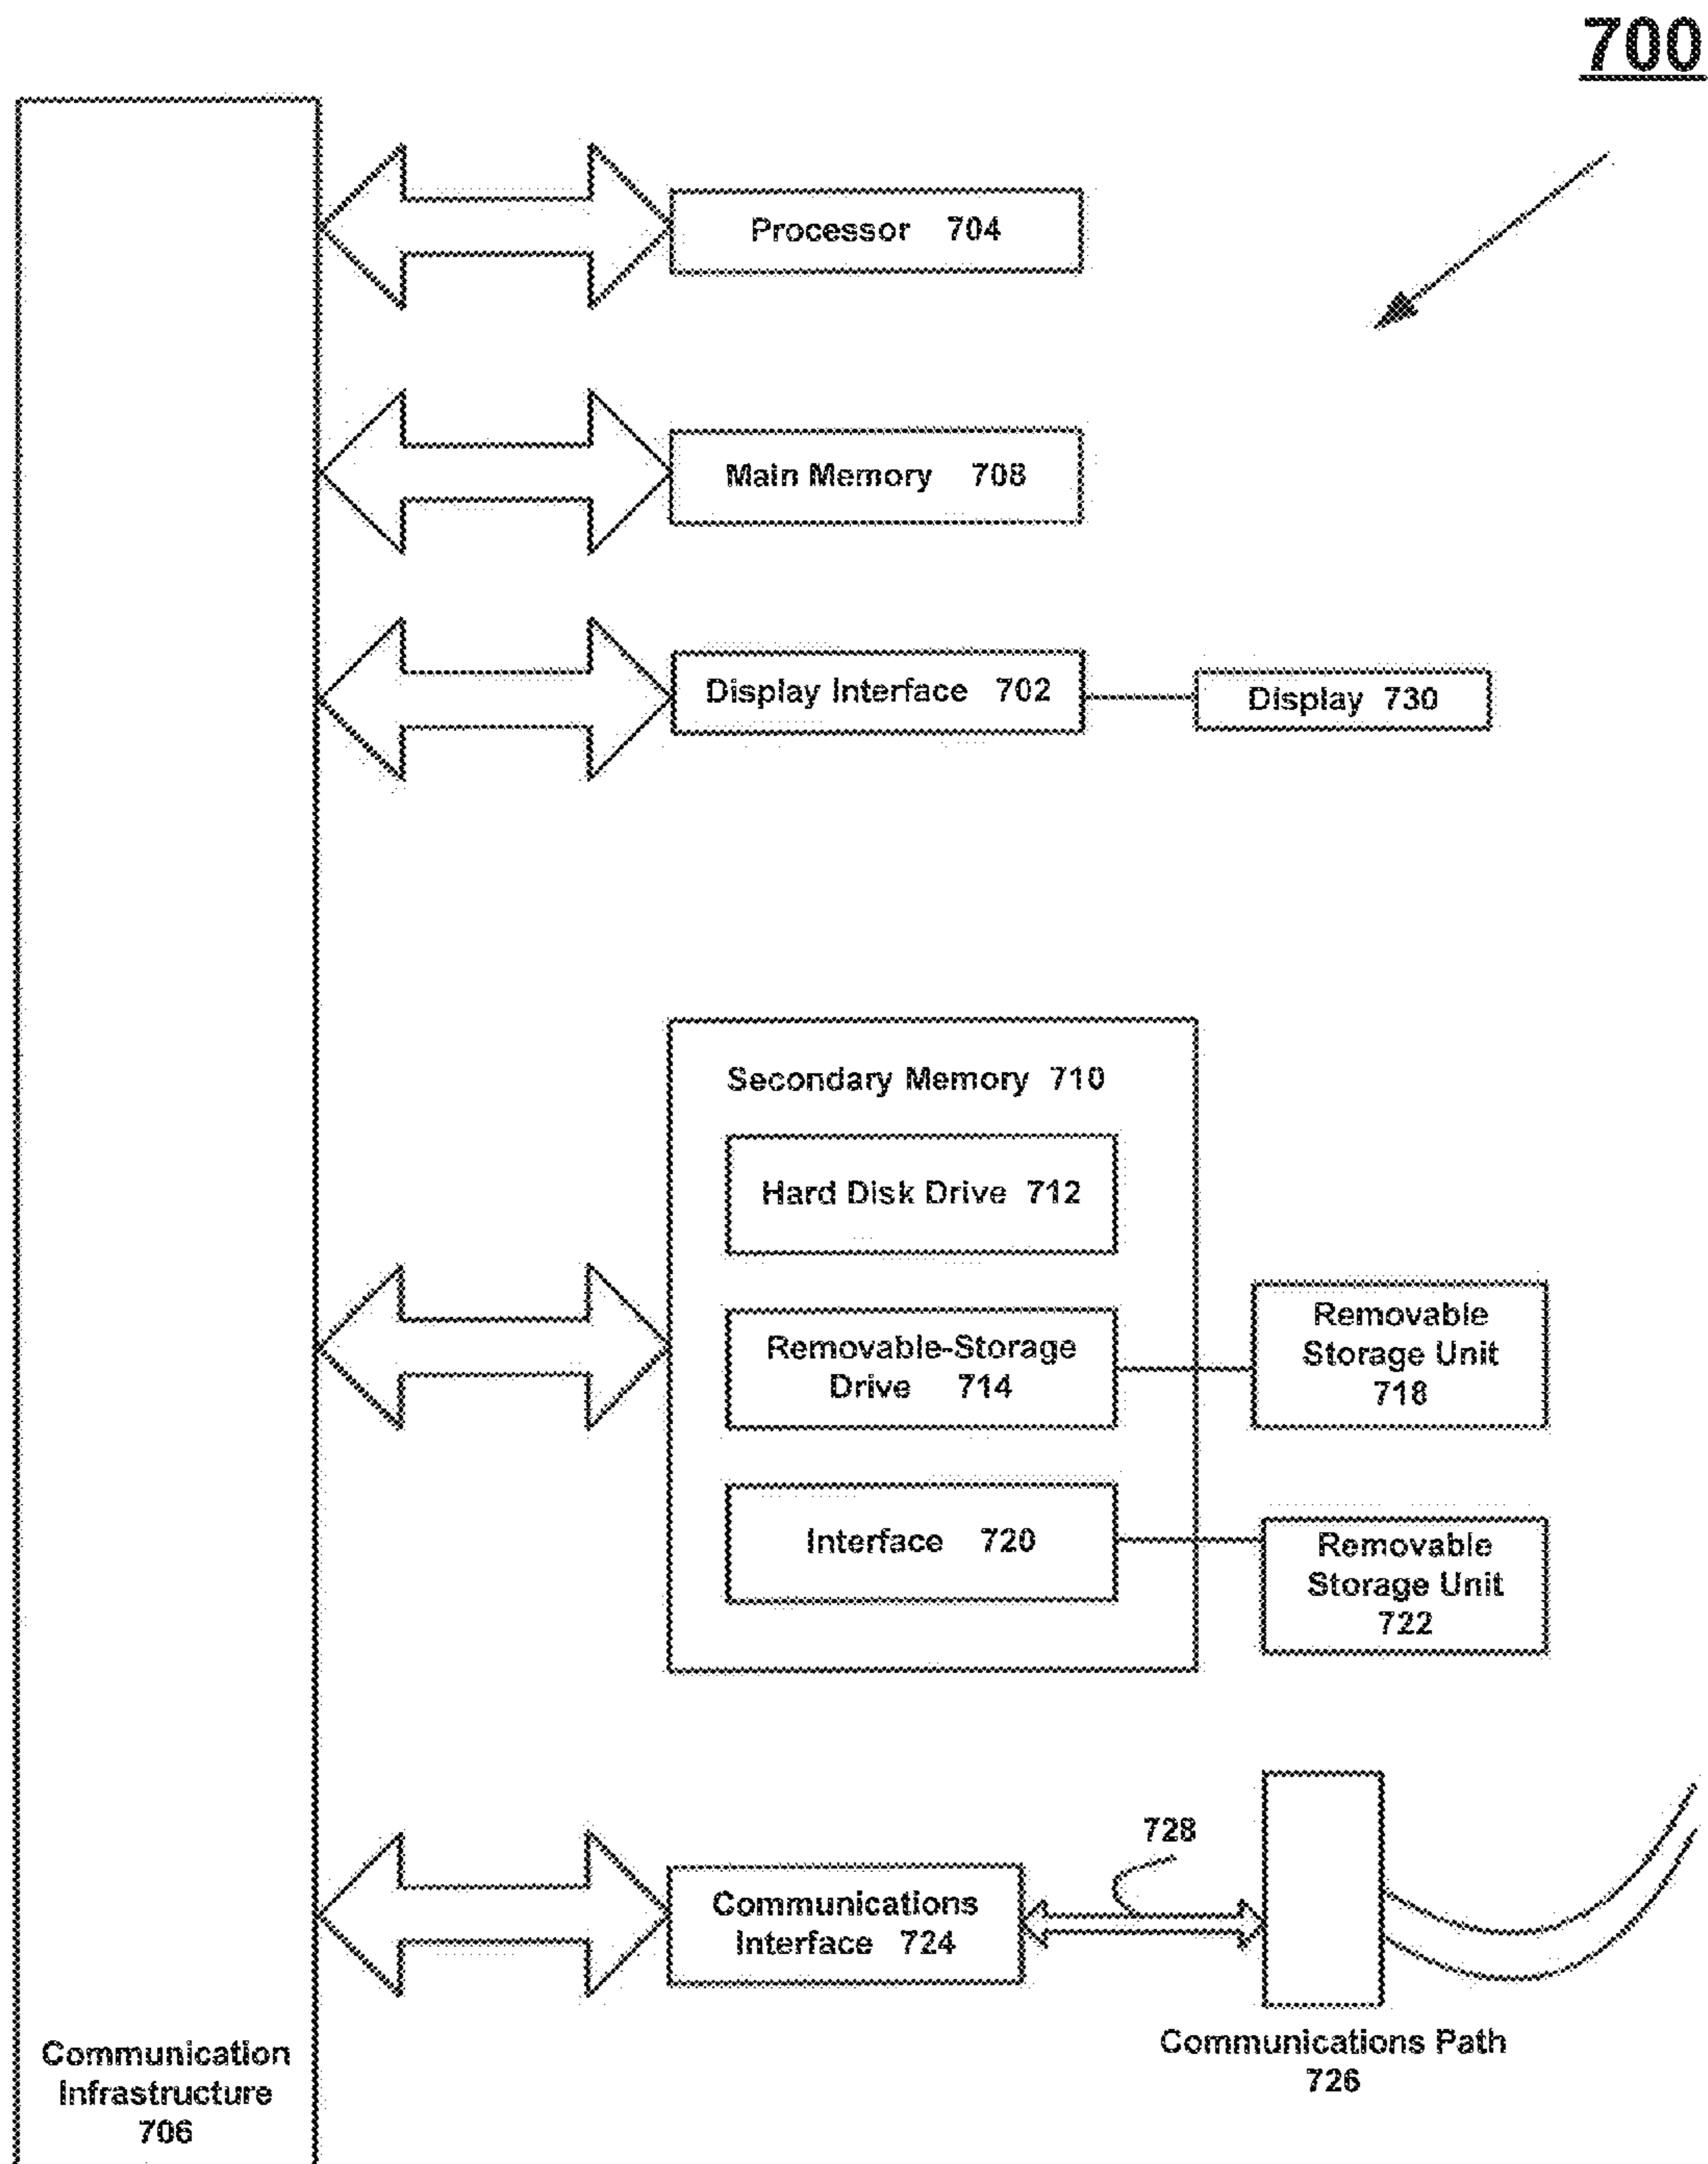 700
Processor 704
Main Memory 708
Display Interface 702
Display 730
Secondary Memory 710
Hard Disk Drive 712
Removable-Storage
Drive 714
Removable
Storage Unit
718
Interface 720
Removable
Storage Unit
722
728
Communications
Interface 724
Communications Path
726
Communication
Infrastructure
706